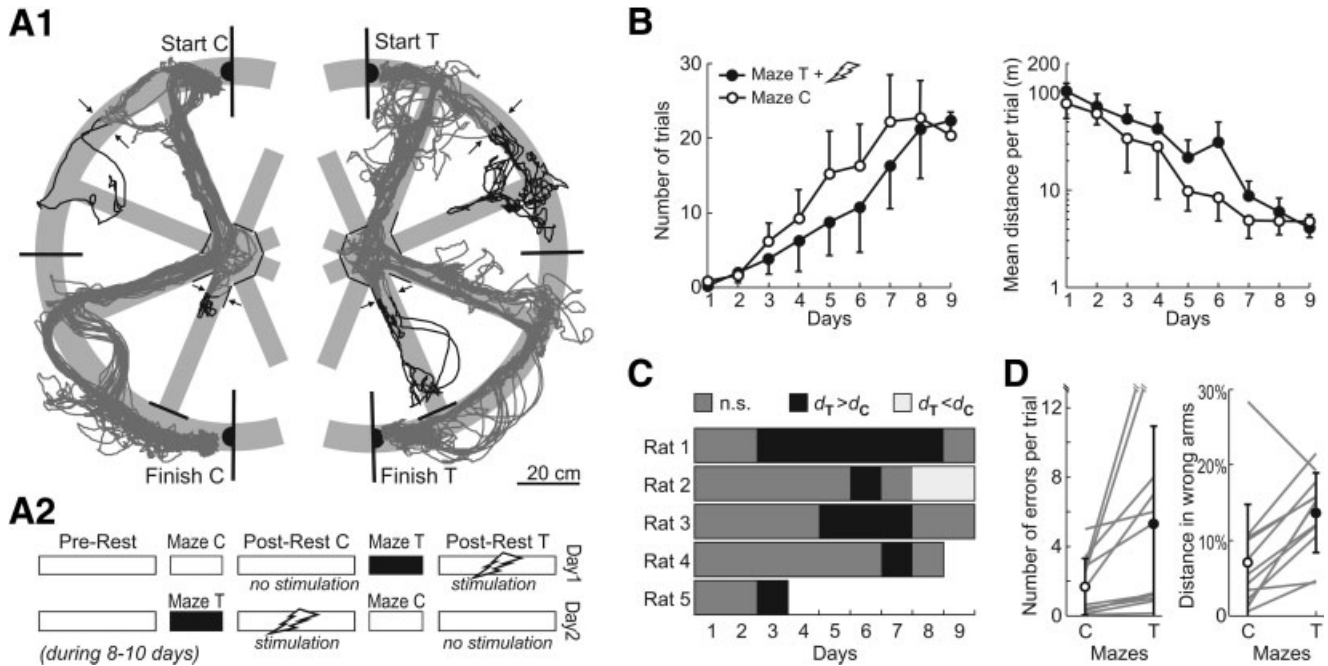 A1
Start C
Start T
Finish C
Finish T
20 cm
A2
Pre-Rest Maze C Post-Rest C Maze T Post-Rest T
no stimulation stimulation
Day1
Maze T Maze C
stimulation no stimulation
Day2
(during 8-10 days)
B
Number of trials
30
20
10
0
Maze T +
Maze C
1 2 3 4 5 6 7 8 9
Days
Mean distance per trial (m)
200
100
10
1
1 2 3 4 5 6 7 8 9
Days
C
n.s. dT>dC dT<dC
Rat 1
Rat 2
Rat 3
Rat 4
Rat 5
1 2 3 4 5 6 7 8 9
Days
D
Number of errors per trial
12
8
4
0
C T
Mazes
Distance in wrong arms
30%
20%
10%
0
C T
Mazes